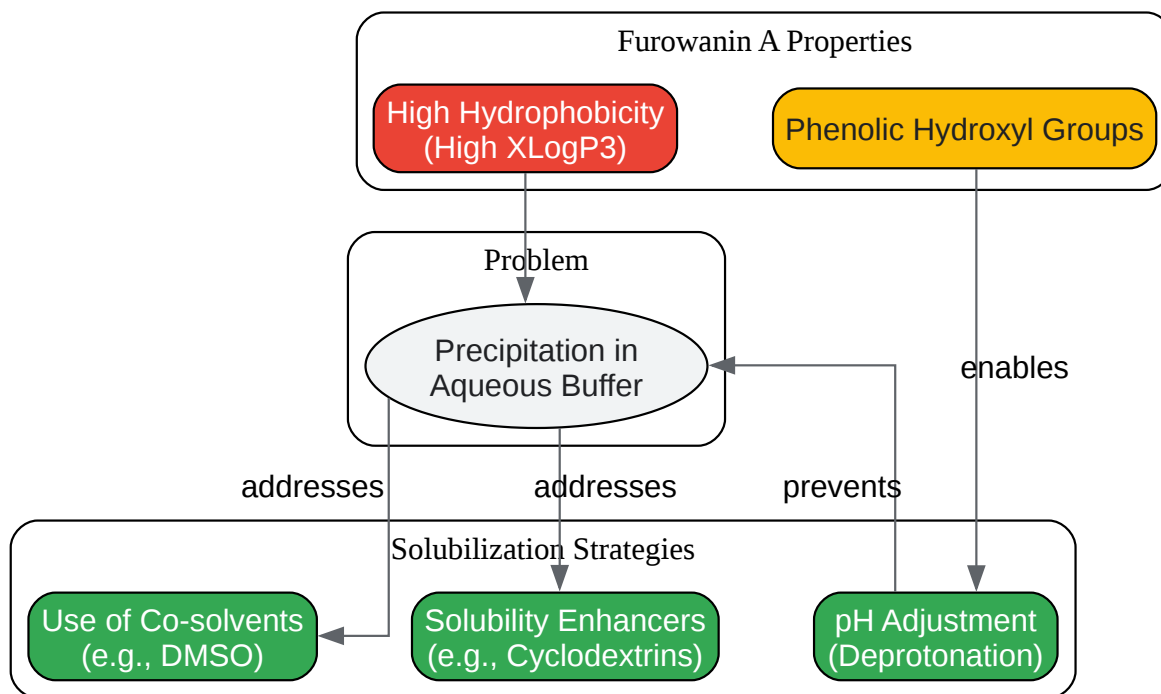 Furowanin A Properties
High Hydrophobicity
(High XLogP3)
Phenolic Hydroxyl Groups
Problem
Precipitation in
Aqueous Buffer
enables
addresses
addresses
prevents
Solubilization Strategies
Use of Co-solvents
(e.g., DMSO)
Solubility Enhancers
(e.g., Cyclodextrins)
pH Adjustment
(Deprotonation)